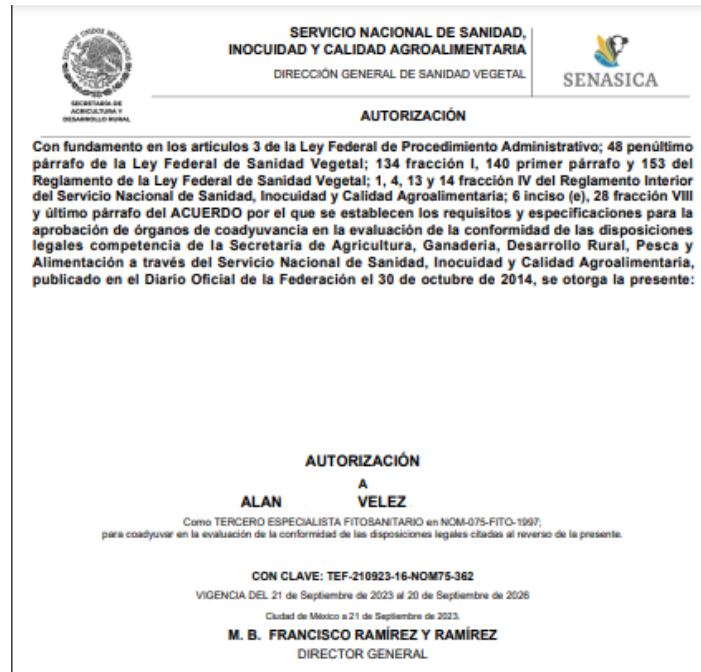 ESTADOS UNIDOS MEXICANOS
SECRETARÍA DE
AGRICULTURA Y
DESARROLLO RURAL
SERVICIO NACIONAL DE SANIDAD,
INOCUIDAD Y CALIDAD AGROALIMENTARIA
DIRECCIÓN GENERAL DE SANIDAD VEGETAL
SENASICA
AUTORIZACIÓN
Con fundamento en los artículos 3 de la Ley Federal de Procedimiento Administrativo; 48 penúltimo
párrafo de la Ley Federal de Sanidad Vegetal; 134 fracción I, 140 primer párrafo y 153 del
Reglamento de la Ley Federal de Sanidad Vegetal; 1, 4, 13 y 14 fracción IV del Reglamento Interior
del Servicio Nacional de Sanidad, Inocuidad y Calidad Agroalimentaria; 6 inciso (e), 28 fracción VIII
y último párrafo del ACUERDO por el que se establecen los requisitos y especificaciones para la
aprobación de órganos de coadyuvancia en la evaluación de la conformidad de las disposiciones
legales competencia de la Secretaría de Agricultura, Ganadería, Desarrollo Rural, Pesca y
Alimentación a través del Servicio Nacional de Sanidad, Inocuidad y Calidad Agroalimentaria,
publicado en el Diario Oficial de la Federación el 30 de octubre de 2014, se otorga la presente:
AUTORIZACIÓN
A
ALAN VELEZ
Como TERCERO ESPECIALISTA FITOSANITARIO en NOM-075-FITO-1997;
para coadyuvar en la evaluación de la conformidad de las disposiciones legales citadas al reverso de la presente.
CON CLAVE: TEF-210923-16-NOM75-362
VIGENCIA DEL 21 de Septiembre de 2023 al 20 de Septiembre de 2026
Ciudad de México a 21 de Septiembre de 2023.
M. B. FRANCISCO RAMÍREZ Y RAMÍREZ
DIRECTOR GENERAL